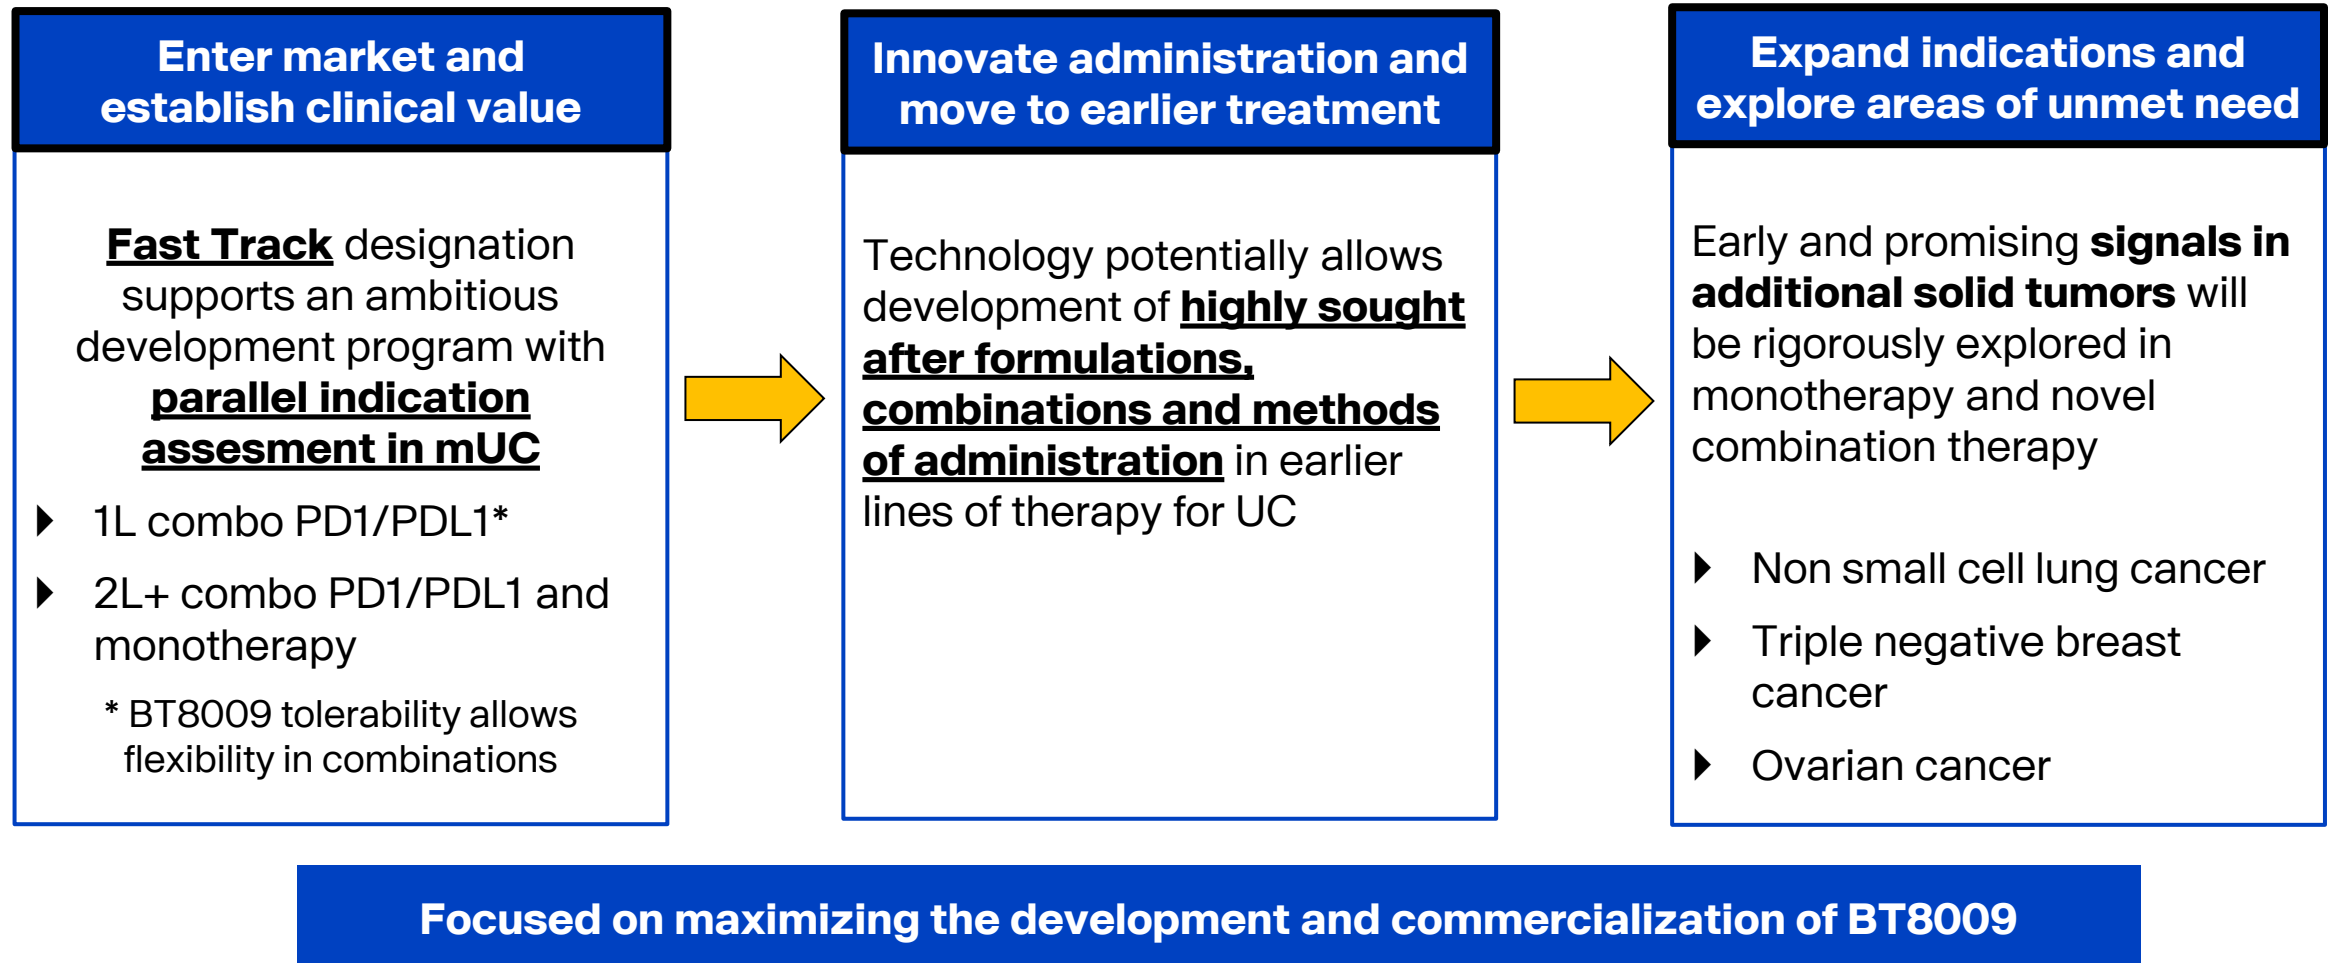 Enter market and
establish clinical value
Fast Track designation
supports an ambitious
development program with
parallel indication
assesment in mUC
1L combo PD1/PDL1*
2L+ combo PD1/PDL1 and
monotherapy
* BT8009 tolerability allows
flexibility in combinations
Innovate administration and
move to earlier treatment
Technology potentially allows
development of highly sought
after formulations,
combinations and methods
of administration in earlier
lines of therapy for UC
Expand indications and
explore areas of unmet need
Early and promising signals in
additional solid tumors will
be rigorously explored in
monotherapy and novel
combination therapy
Non small cell lung cancer
Triple negative breast
cancer
Ovarian cancer
Focused on maximizing the development and commercialization of BT8009